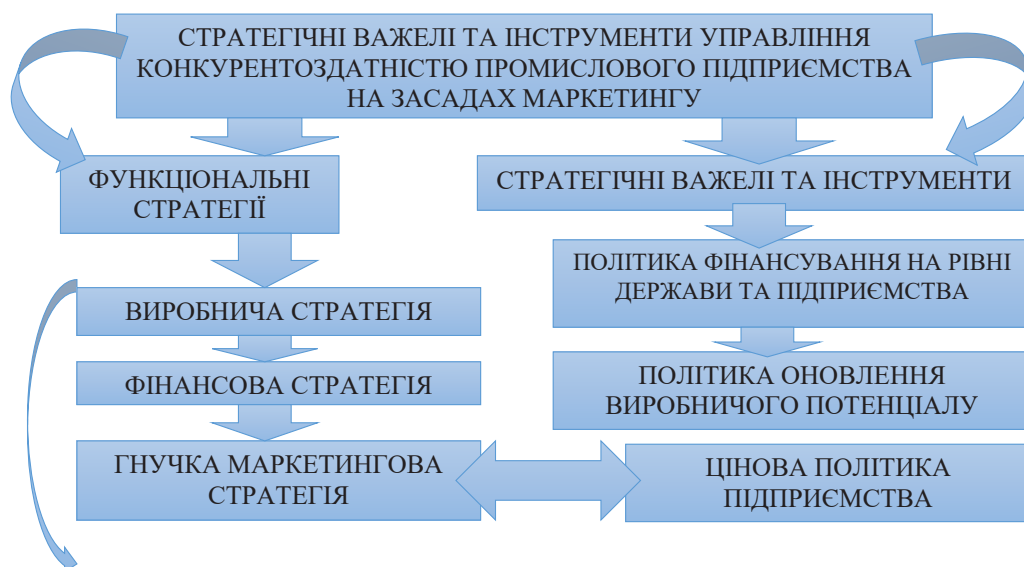 СТРАТЕГІЧНІ ВАЖЕЛІ ТА ІНСТРУМЕНТИ УПРАВЛІННЯ
КОНКУРЕНТОЗДАТНІСТЮ ПРОМИСЛОВОГО ПІДПРИЄМСТВА
НА ЗАСАДАХ МАРКЕТИНГУ
ФУНКЦІОНАЛЬНІ
СТРАТЕГІЇ
ВИРОБНИЧА СТРАТЕГІЯ
ФІНАНСОВА СТРАТЕГІЯ
ГНУЧКА МАРКЕТИНГОВА
СТРАТЕГІЯ
СТРАТЕГІЧНІ ВАЖЕЛІ ТА ІНСТРУМЕНТИ
ПОЛІТИКА ФІНАНСУВАННЯ НА РІВНІ
ДЕРЖАВИ ТА ПІДПРИЄМСТВА
ПОЛІТИКА ОНОВЛЕННЯ
ВИРОБНИЧОГО ПОТЕНЦІАЛУ
ЦІНОВА ПОЛІТИКА
ПІДПРИЄМСТВА